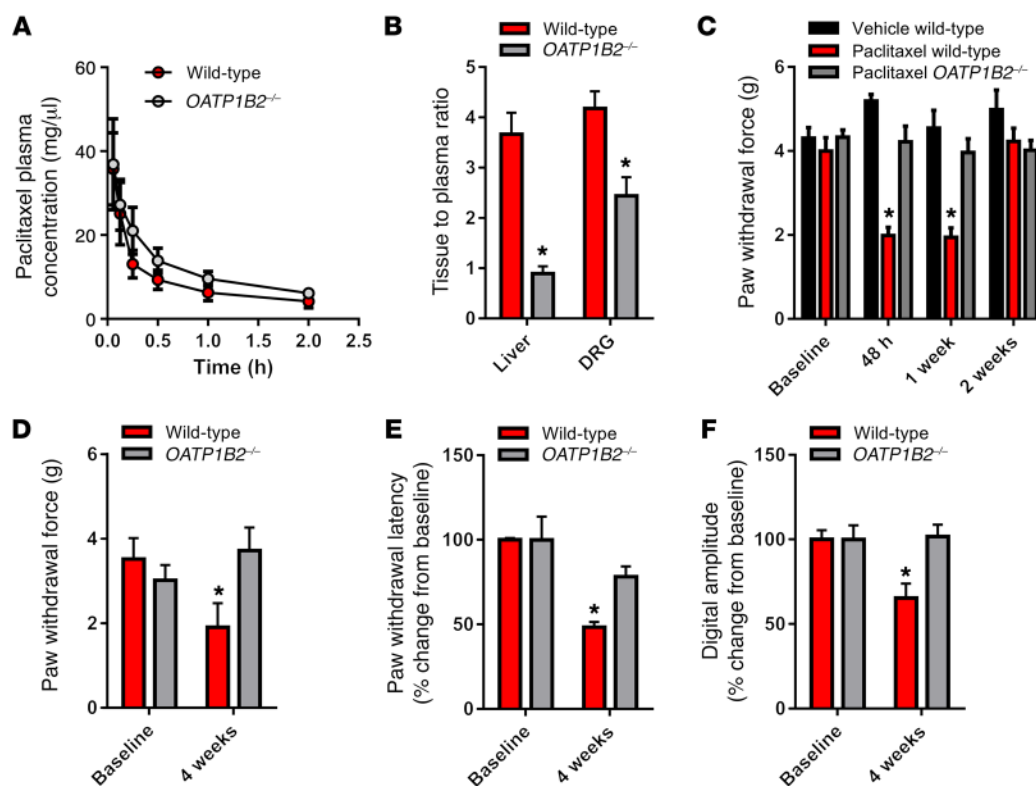 A
Wild-type
OATP1B2–/–
Paclitaxel plasma
concentration (mg/µl)
60
40
20
0
0.0 0.5 1.0 1.5 2.0 2.5
Time (h)
B
Wild-type
OATP1B2–/–
Tissue to plasma ratio
5
4
3
2
1
0
*
*
Liver
DRG
C
Vehicle wild-type
Paclitaxel wild-type
Paclitaxel OATP1B2–/–
Paw withdrawal force (g)
6
4
2
0
*
*
Baseline
48 h
1 week
2 weeks
D
Wild-type
OATP1B2–/–
Paw withdrawal force (g)
6
4
2
0
*
Baseline
4 weeks
E
Wild-type
OATP1B2–/–
Paw withdrawal latency
(% change from baseline)
150
100
50
0
*
Baseline
4 weeks
F
Wild-type
OATP1B2–/–
Digital amplitude
(% change from baseline)
150
100
50
0
*
Baseline
4 weeks